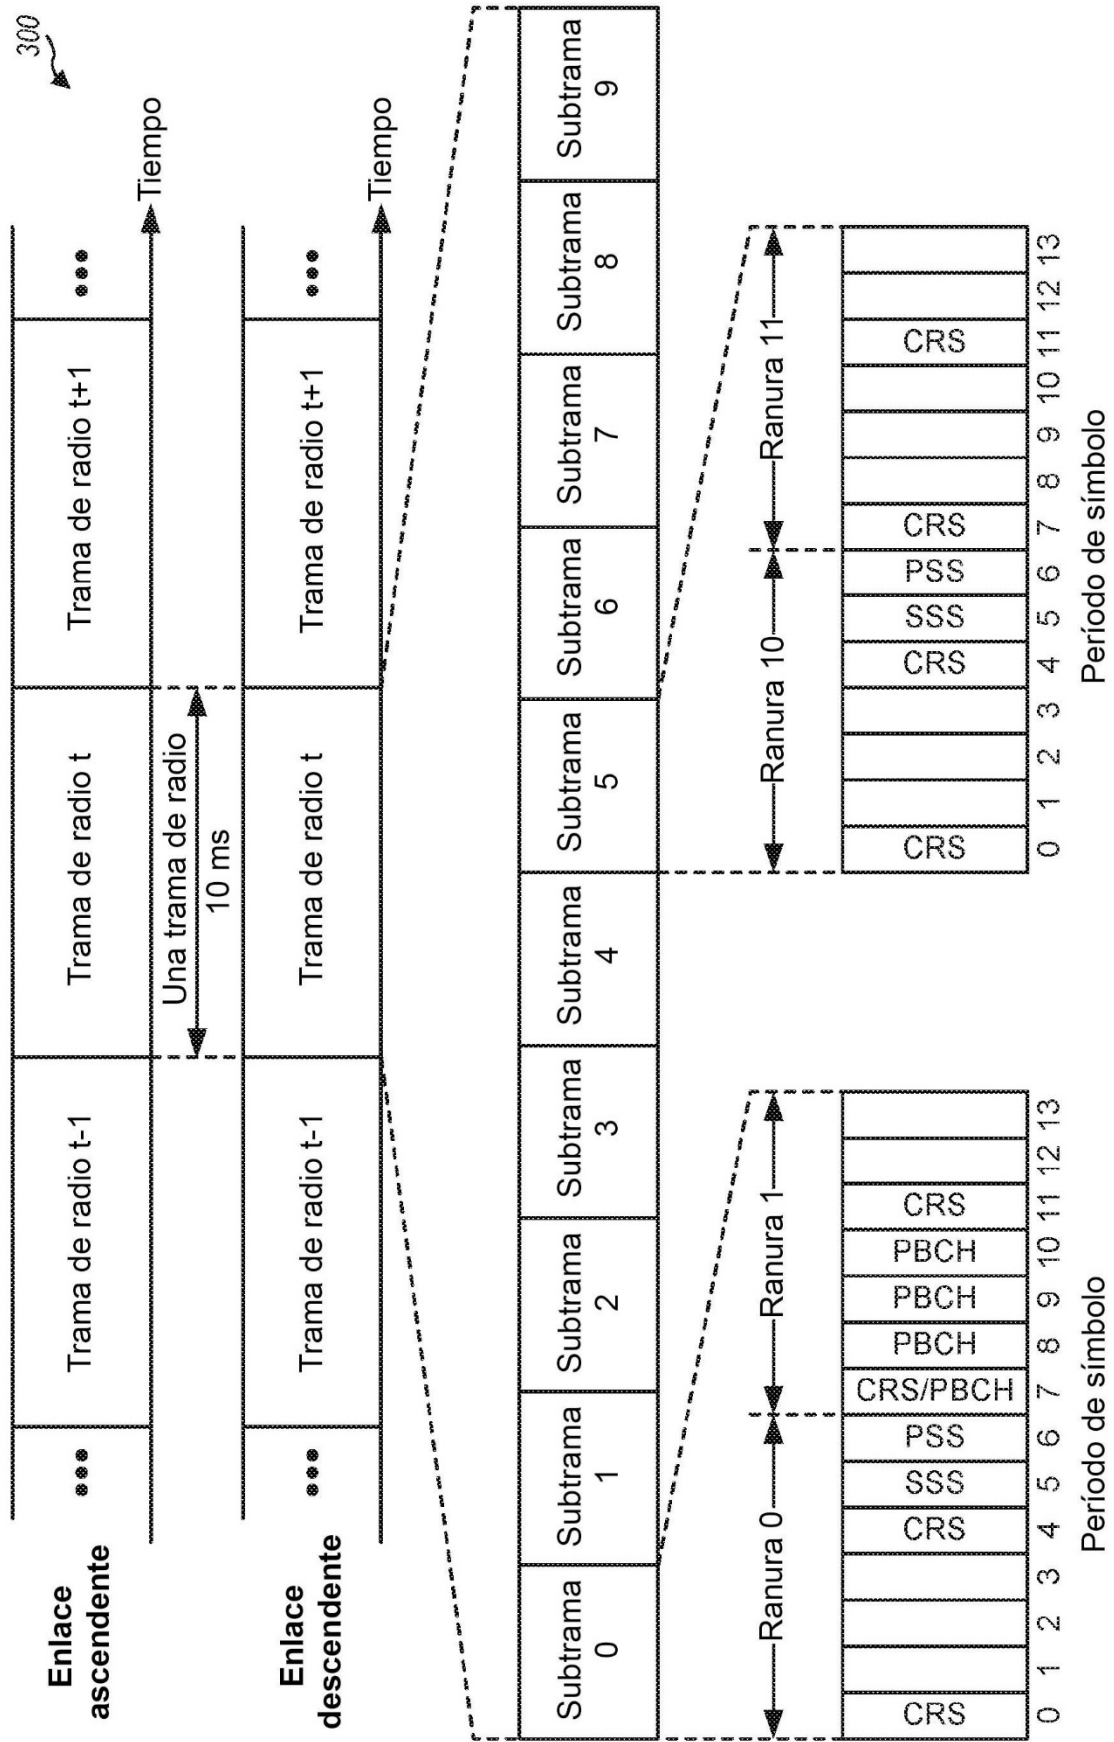 300
Enlace
ascendente
••• Trama de radio t-1 Trama de radio t Trama de radio t+1 •••
Tiempo
Una trama de radio
10 ms
Enlace
descendente
••• Trama de radio t-1 Trama de radio t Trama de radio t+1 •••
Tiempo
Subtrama 0
Subtrama 1
Subtrama 2
Subtrama 3
Subtrama 4
Subtrama 5
Subtrama 6
Subtrama 7
Subtrama 8
Subtrama 9
Ranura 0 Ranura 1
CRS CRS SSS PSS CRS/PBCH PBCH PBCH PBCH CRS
0 1 2 3 4 5 6 7 8 9 10 11 12 13
Período de símbolo
Ranura 10 Ranura 11
CRS CRS SSS PSS CRS CRS
0 1 2 3 4 5 6 7 8 9 10 11 12 13
Período de símbolo